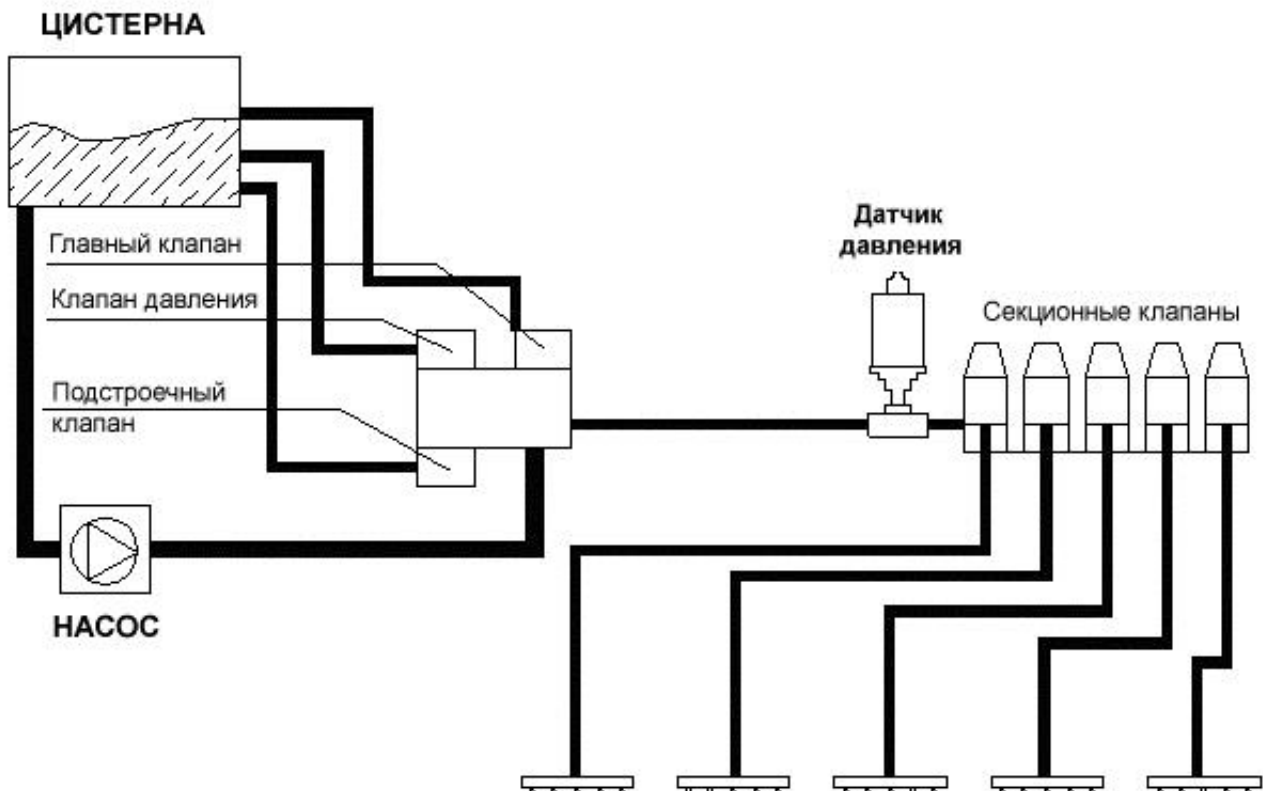 ЦИСТЕРНА
Главный клапан
Клапан давления
Подстроечный
клапан
НАСОС
Датчик
давления
Секционные клапаны